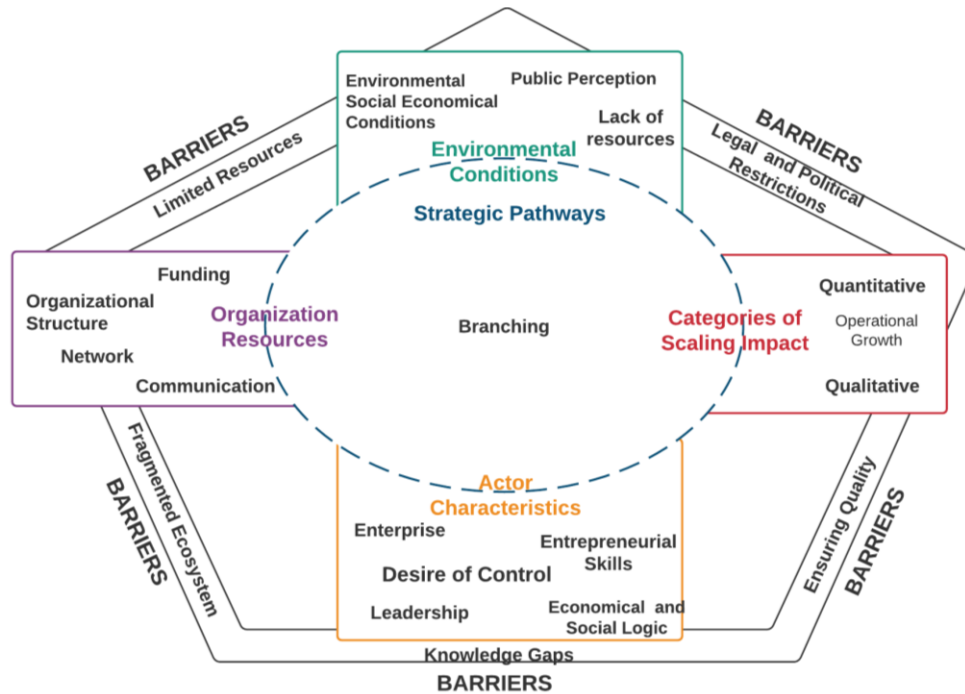 Environmental
Social Economical
Conditions
Public Perception
Lack of
resources
Environmental
Conditions
BARRIERS
Limited Resources
BARRIERS
Legal and Political
Restrictions
Strategic Pathways
Funding
Organizational
Structure
Network
Communication
Organization
Resources
Branching
Categories of
Scaling Impact
Quantitative
Operational
Growth
Qualitative
Fragmented Ecosystem
BARRIERS
Actor
Characteristics
Enterprise
Entrepreneurial
Skills
Desire of Control
Leadership
Economical and
Social Logic
Ensuring Quality
BARRIERS
Knowledge Gaps
BARRIERS